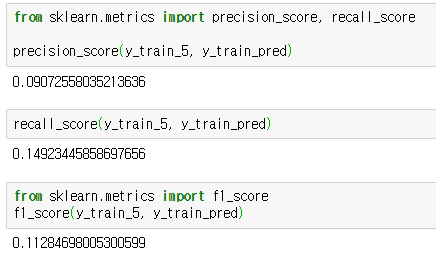 from sklearn.metrics import precision_score, recall_score
precision_score(y_train_5, y_train_pred)
0.09072558035213636
recall_score(y_train_5, y_train_pred)
0.14923445858697656
from sklearn.metrics import f1_score
f1_score(y_train_5, y_train_pred)
0.11284698005300599